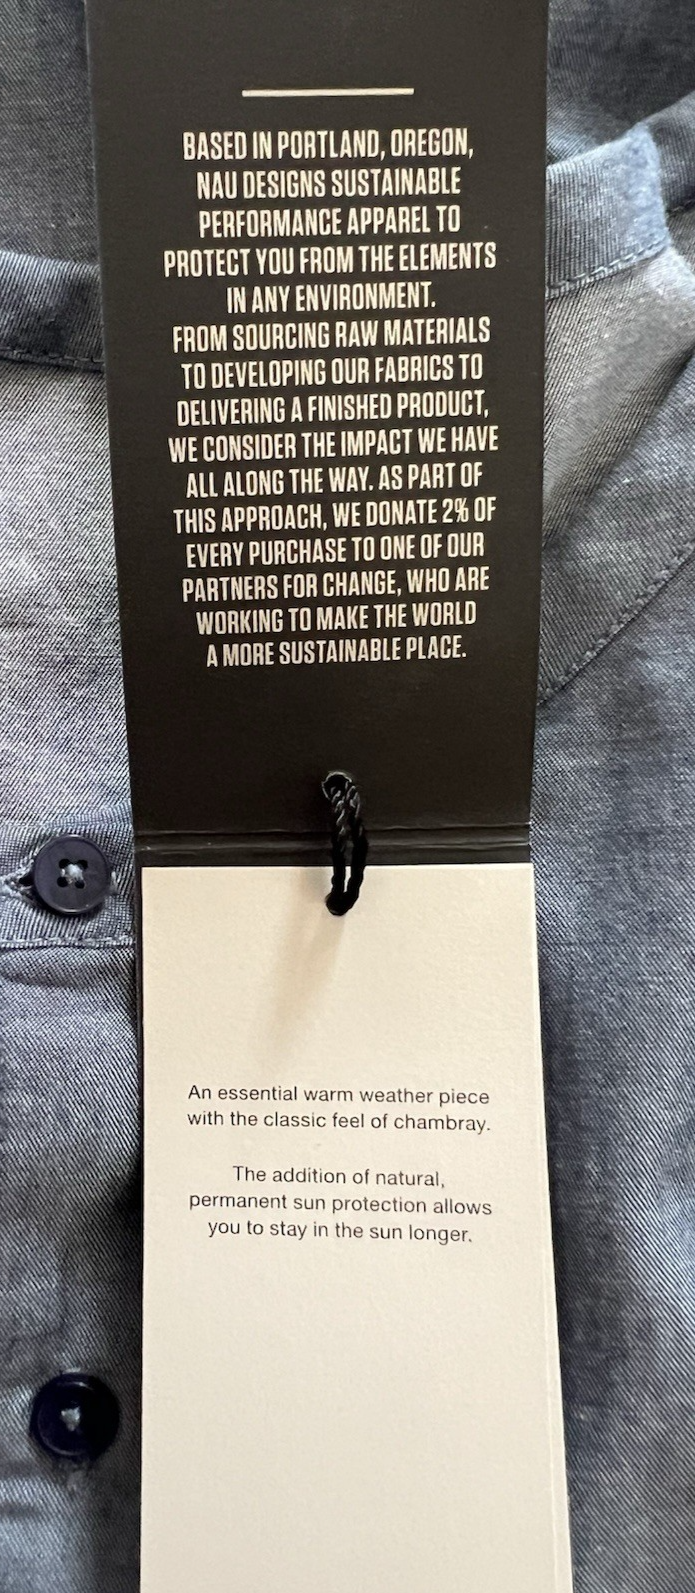 BASED IN PORTLAND, OREGON,
NAU DESIGNS SUSTAINABLE
PERFORMANCE APPAREL TO
PROTECT YOU FROM THE ELEMENTS
IN ANY ENVIRONMENT.
FROM SOURCING RAW MATERIALS
TO DEVELOPING OUR FABRICS TO
DELIVERING A FINISHED PRODUCT,
WE CONSIDER THE IMPACT WE HAVE
ALL ALONG THE WAY. AS PART OF
THIS APPROACH, WE DONATE 2% OF
EVERY PURCHASE TO ONE OF OUR
PARTNERS FOR CHANGE, WHO ARE
WORKING TO MAKE THE WORLD
A MORE SUSTAINABLE PLACE.
An essential warm weather piece
with the classic feel of chambray.
The addition of natural,
permanent sun protection allows
you to stay in the sun longer.